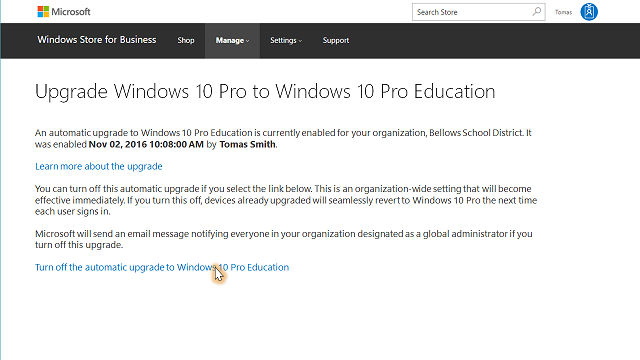 Microsoft
Search Store
Tomas
Windows Store for Business
Shop
Manage
Settings
Support
Upgrade Windows 10 Pro to Windows 10 Pro Education
An automatic upgrade to Windows 10 Pro Education is currently enabled for your organization, Bellows School District. It
was enabled Nov 02, 2016 10:08:00 AM by Tomas Smith.
Learn more about the upgrade
You can turn off this automatic upgrade if you select the link below. This is an organization-wide setting that will become
effective immediately. If you turn this off, devices already upgraded will seamlessly revert to Windows 10 Pro the next time
each user signs in.
Microsoft will send an email message notifying everyone in your organization designated as a global administrator if you
turn off this upgrade.
Turn off the automatic upgrade to Windows 10 Pro Education